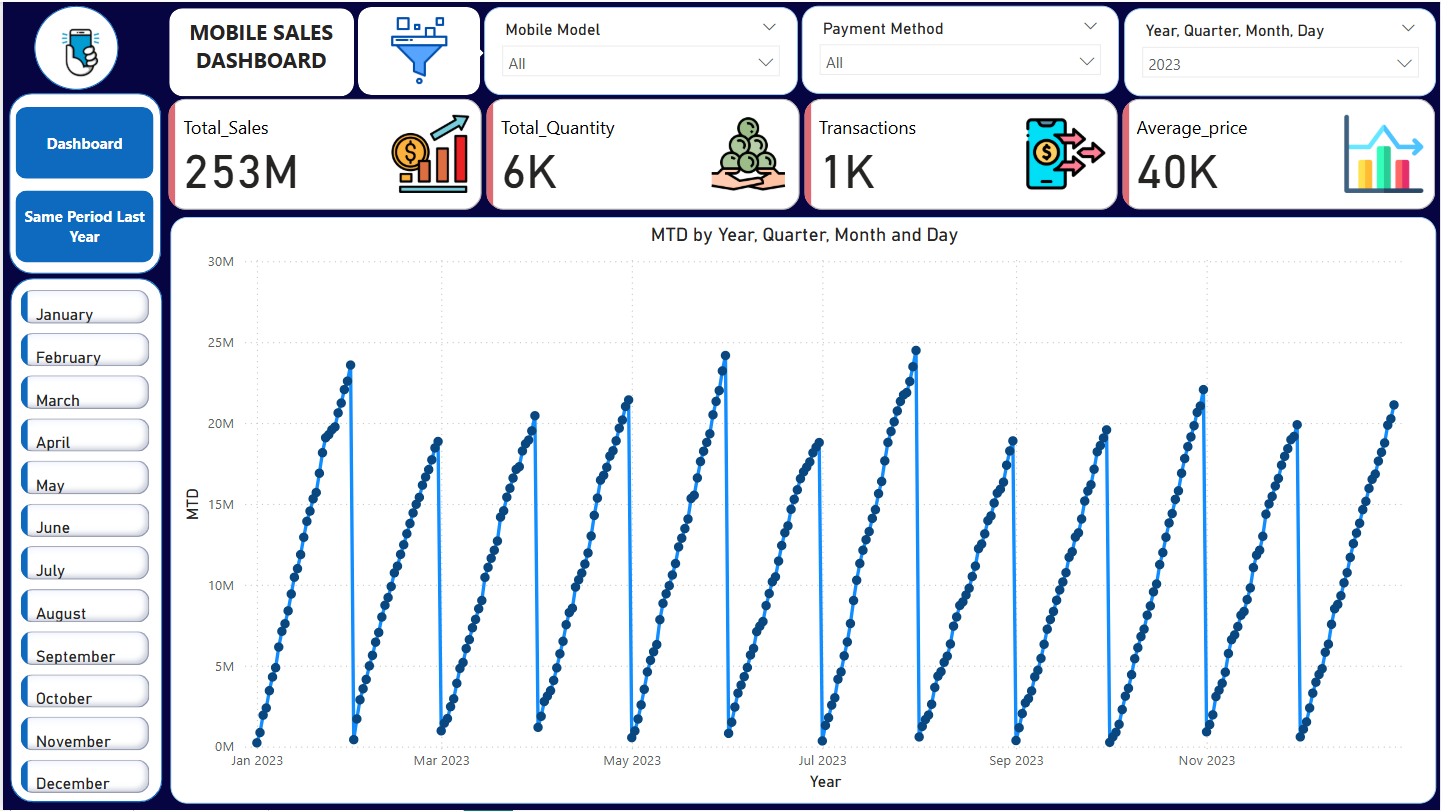 MOBILE SALES
DASHBOARD
Mobile Model
All
Payment Method
All
Year, Quarter, Month, Day
2023
Dashboard
Same Period Last
Year
Total_Sales
253M
$
Total_Quantity
6K
Transactions
1K
$
Average_price
40K
January
February
March
April
May
June
July
August
September
October
November
December
MTD by Year, Quarter, Month and Day
MTD
30M
25M
20M
15M
10M
5M
0M
Jan 2023
Mar 2023
May 2023
Jul 2023
Sep 2023
Nov 2023
Year